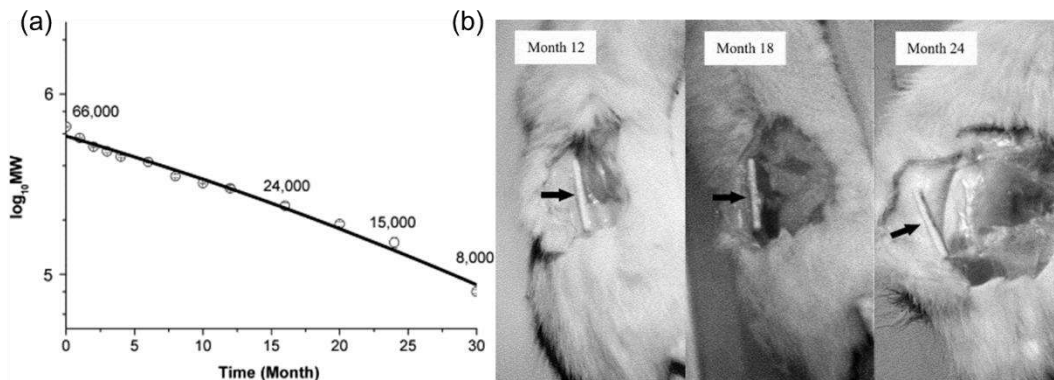 (a)
log10MW
6
5
66,000
24,000
15,000
8,000
0 5 10 15 20 25 30
Time (Month)
(b)
Month 12
Month 18
Month 24